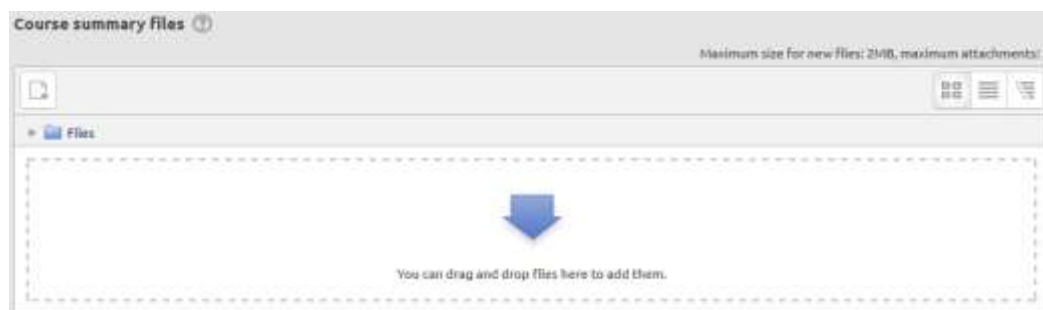 Course summary files
Maximum size for new files: 2MB, maximum attachments:
Files
You can drag and drop files here to add them.